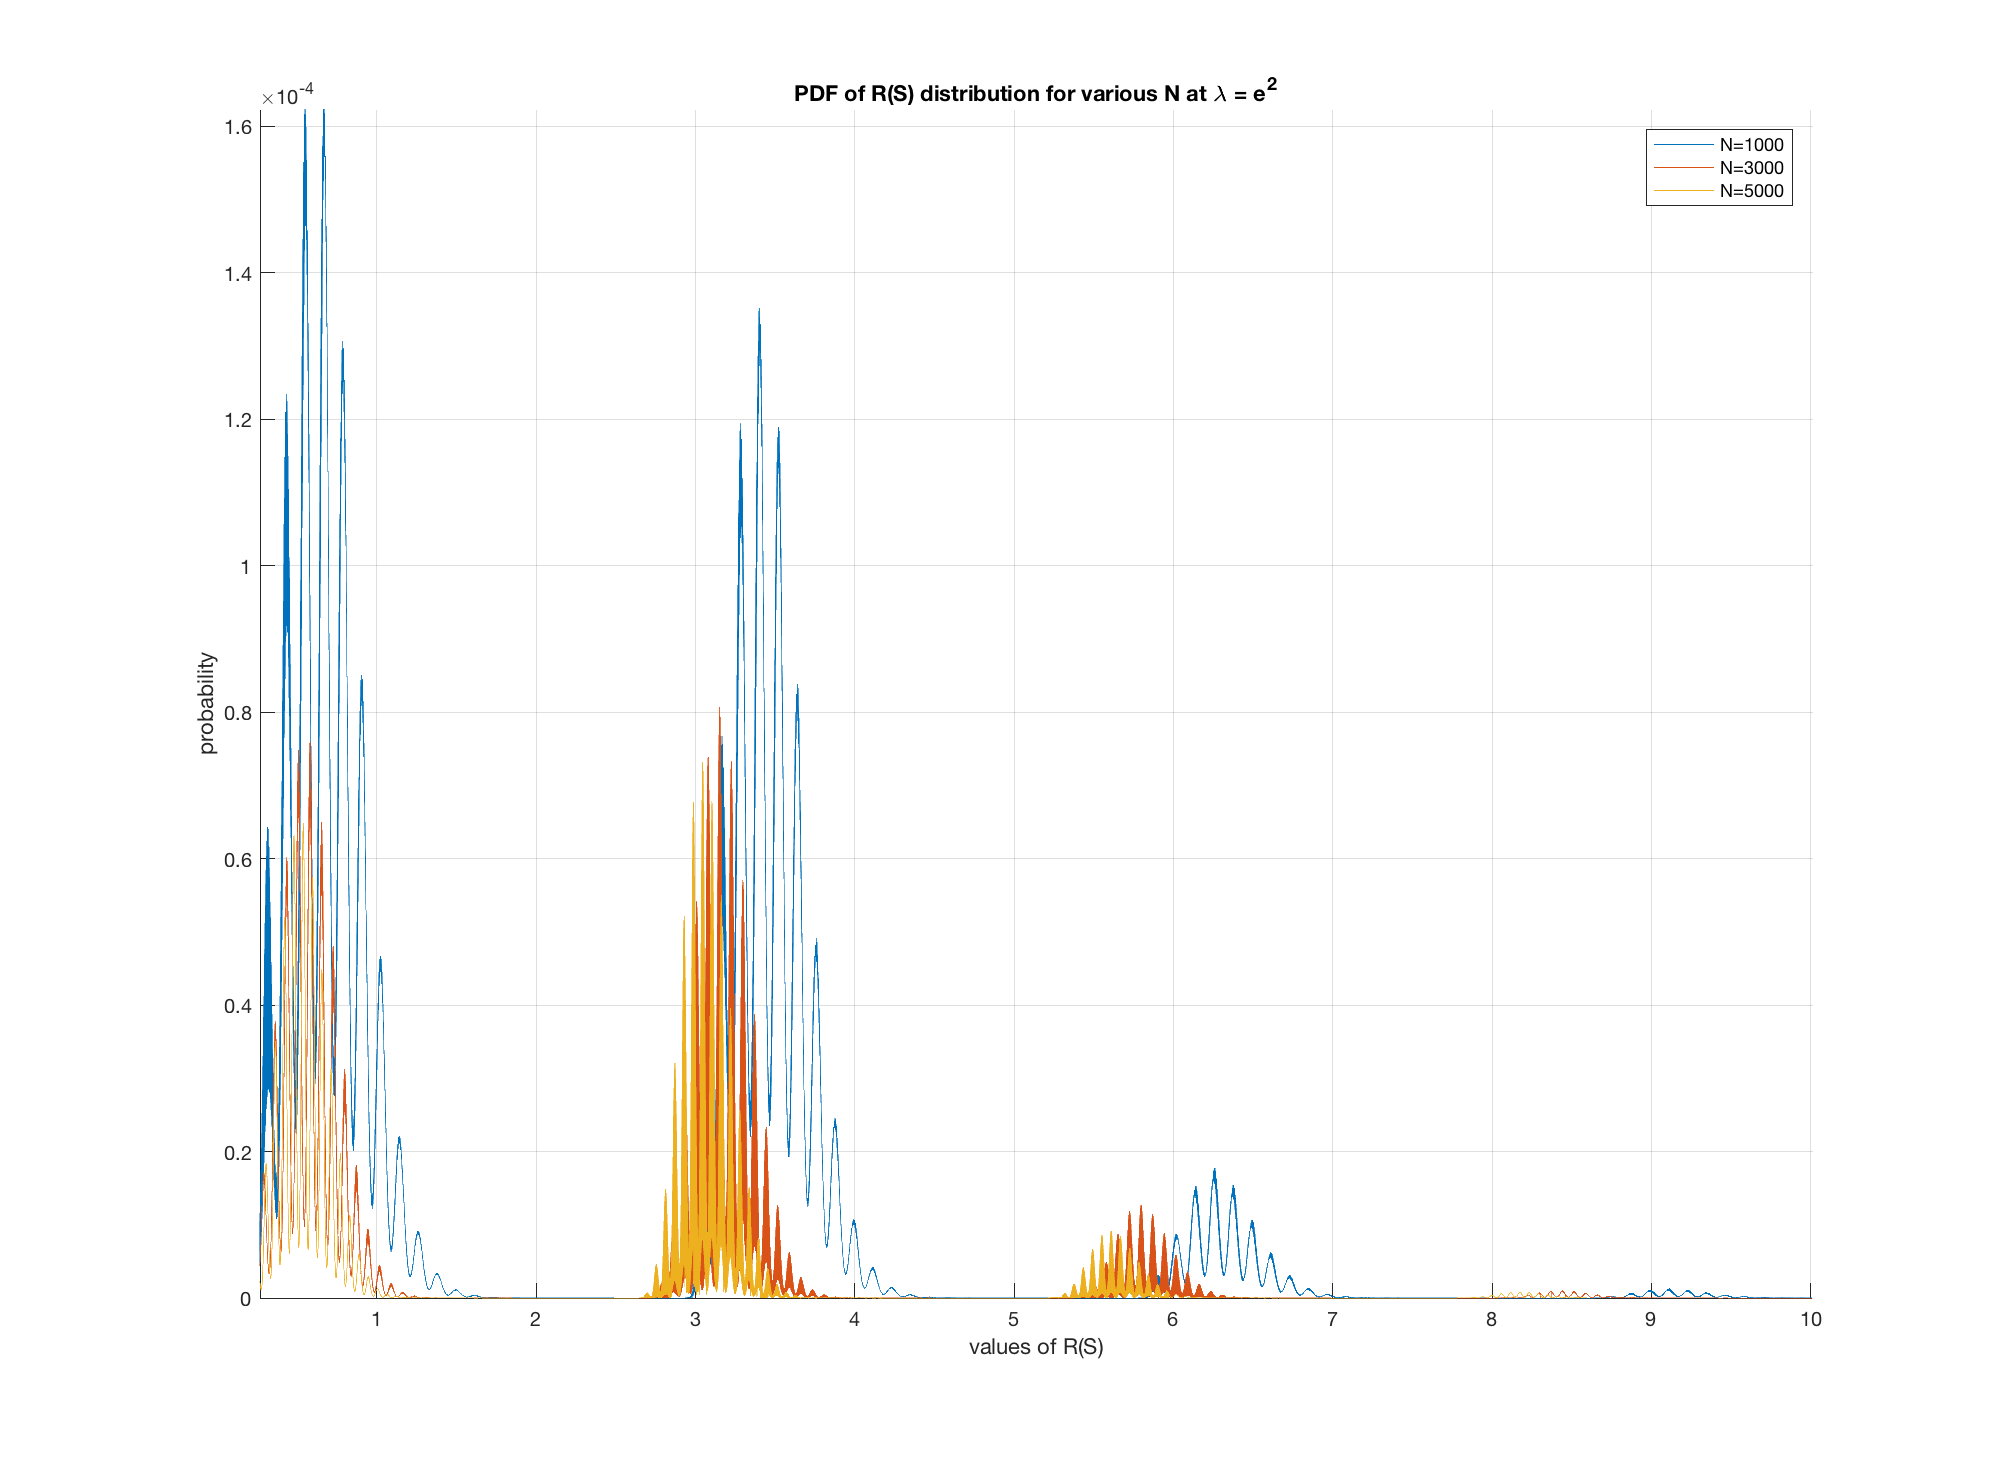 PDF of R(S) distribution for various N at λ = e²
×10⁻⁴
1.6
1.4
1.2
1
0.8
0.6
0.4
0.2
0
probability
N=1000
N=3000
N=5000
1 2 3 4 5 6 7 8 9 10
values of R(S)